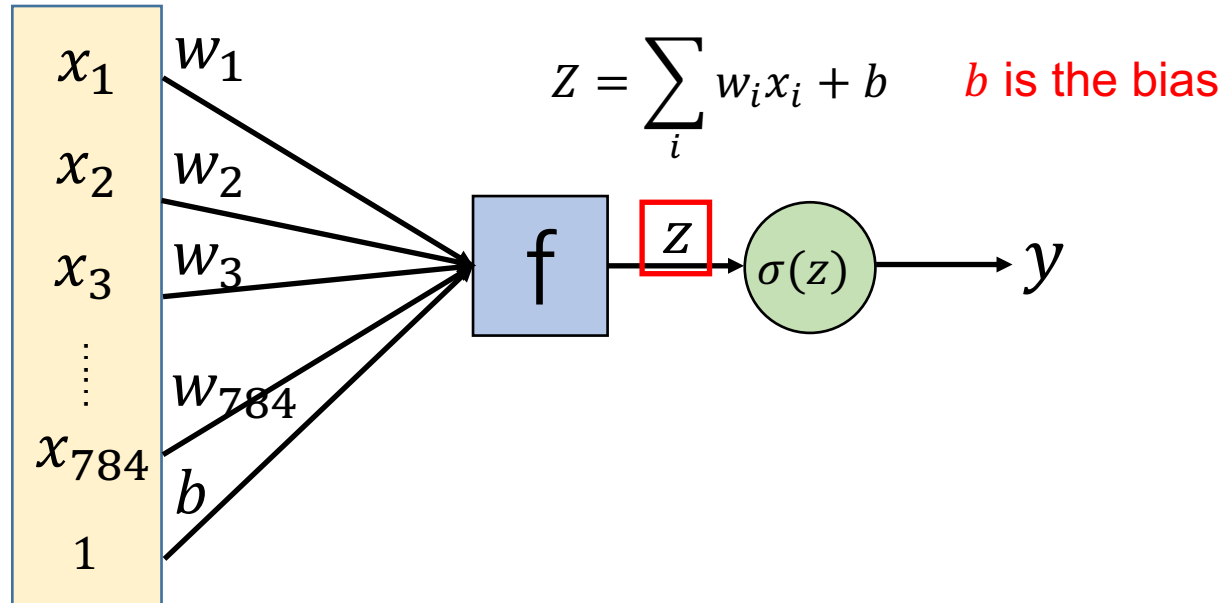 x₁ w₁
Z = ∑ᵢ wᵢxᵢ + b b is the bias
x₂ w₂
f z σ(z) y
x₃ w₃
......
w₇₈₄
x₇₈₄
b
1